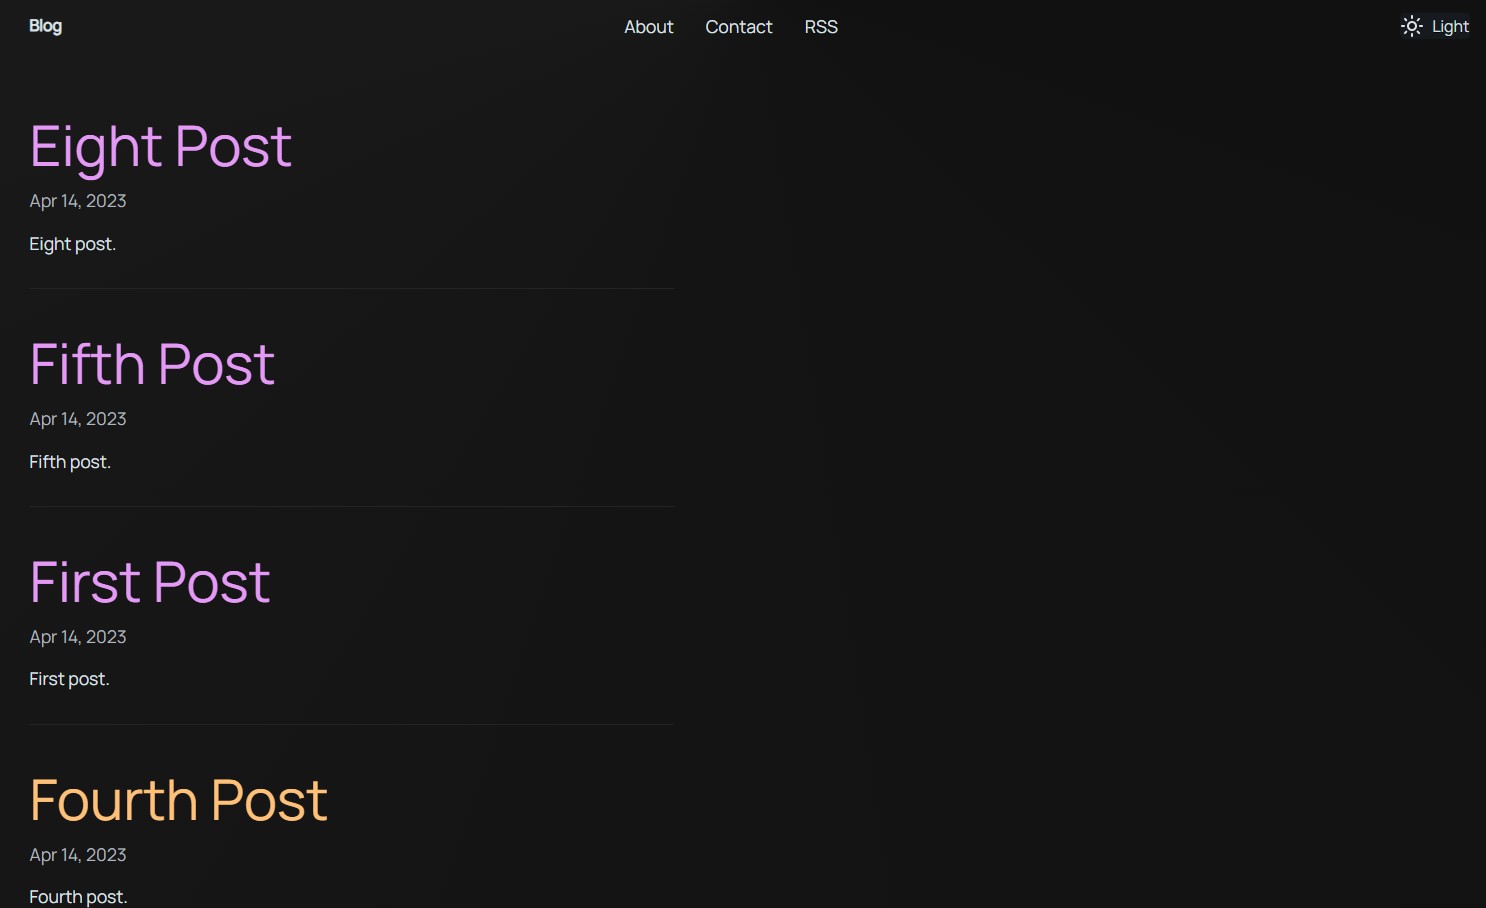 Blog
About Contact RSS
Light
Eight Post
Apr 14, 2023
Eight post.
Fifth Post
Apr 14, 2023
Fifth post.
First Post
Apr 14, 2023
First post.
Fourth Post
Apr 14, 2023
Fourth post.